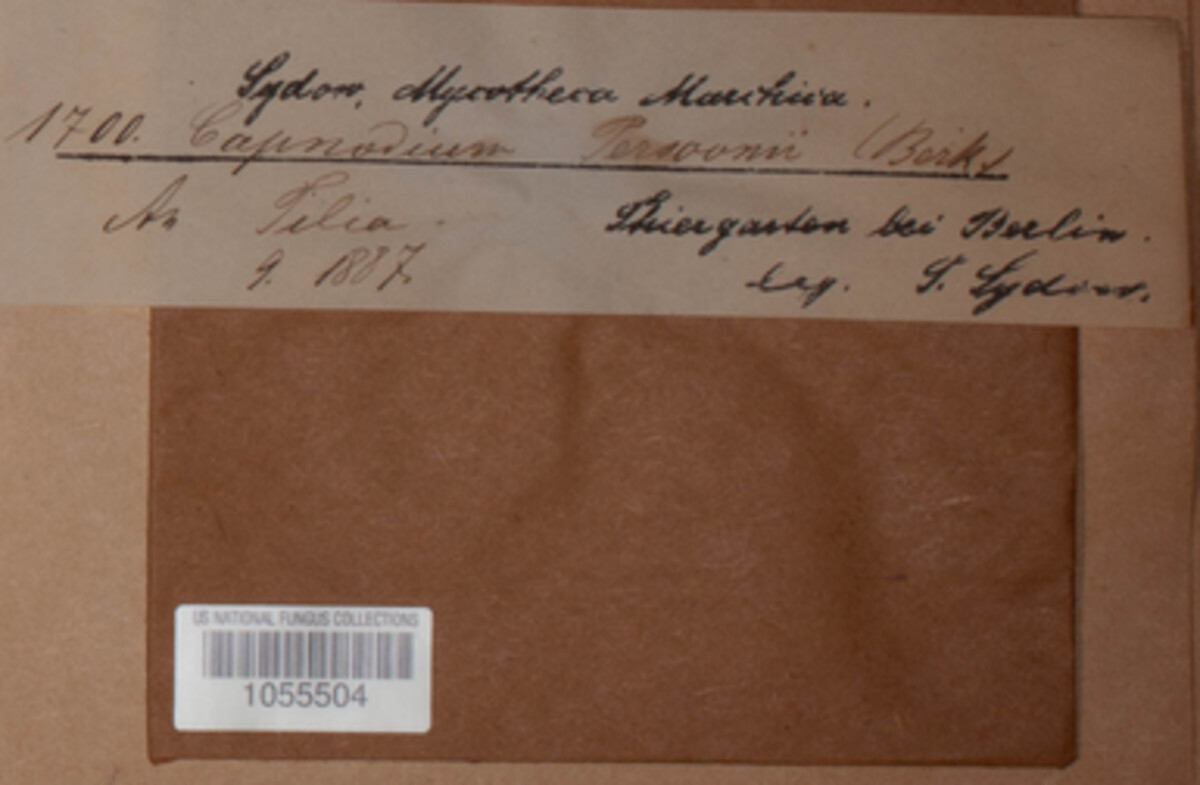 Sydow, Mycotheca Marchica.
1700. Capnodium Persoonii (Berk)
An Tilia. Thiergarten bei Berlin.
9. 1887. leg. P. Sydow.
US NATIONAL FUNGUS COLLECTIONS
1055504